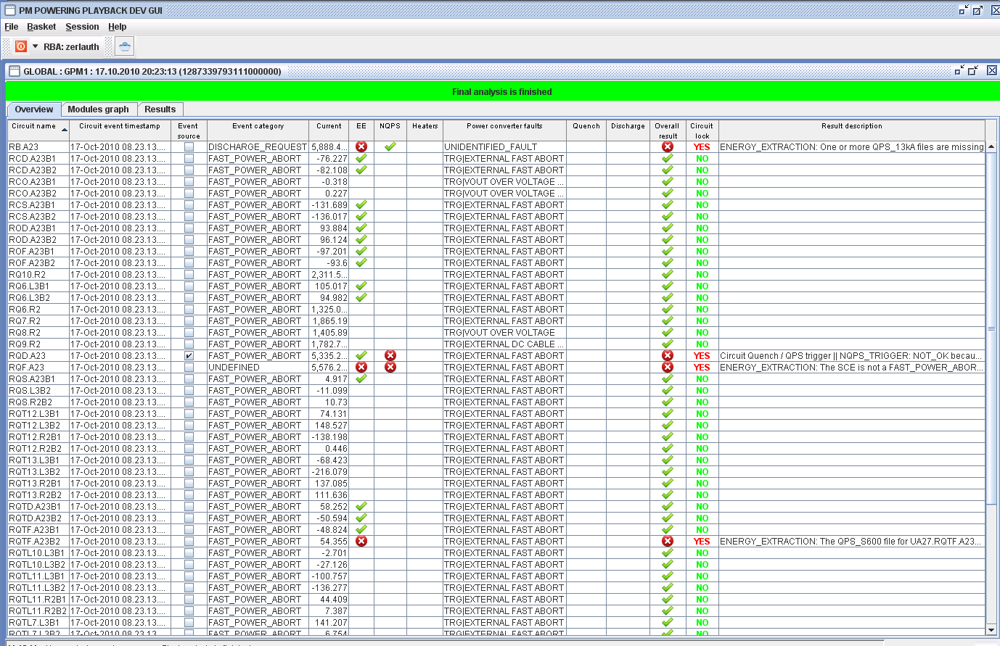 PM POWERING PLAYBACK DEV GUI
File Basket Session Help
RBA: zerlauth
GLOBAL : GPM1 : 17.10.2010 20:23:13 (1287339793111000000)
Final analysis is finished
Overview Modules graph Results
Circuit name Circuit event timestamp Event source Event category Current EE NQPS Heaters Power converter faults Quench Discharge Overall result Circuit lock Result description
RB.A23 17-Oct-2010 08.23.13.... DISCHARGE_REQUEST 5,888.4... UNIDENTIFIED_FAULT YES ENERGY_EXTRACTION: One or more QPS_13kA files are missing
RCD.A23B1 17-Oct-2010 08.23.13.... FAST_POWER_ABORT -76.227 TRG|EXTERNAL FAST ABORT NO
RCD.A23B2 17-Oct-2010 08.23.13.... FAST_POWER_ABORT -82.108 TRG|EXTERNAL FAST ABORT NO
RCO.A23B1 17-Oct-2010 08.23.13.... FAST_POWER_ABORT -0.318 TRG|VOUT OVER VOLTAGE ... NO
RCO.A23B2 17-Oct-2010 08.23.13.... FAST_POWER_ABORT 0.227 TRG|VOUT OVER VOLTAGE ... NO
RCS.A23B1 17-Oct-2010 08.23.13.... FAST_POWER_ABORT -131.689 TRG|EXTERNAL FAST ABORT NO
RCS.A23B2 17-Oct-2010 08.23.13.... FAST_POWER_ABORT -136.017 TRG|EXTERNAL FAST ABORT NO
ROD.A23B1 17-Oct-2010 08.23.13.... FAST_POWER_ABORT 93.884 TRG|EXTERNAL FAST ABORT NO
ROD.A23B2 17-Oct-2010 08.23.13.... FAST_POWER_ABORT 96.124 TRG|EXTERNAL FAST ABORT NO
ROF.A23B1 17-Oct-2010 08.23.13.... FAST_POWER_ABORT -97.201 TRG|EXTERNAL FAST ABORT NO
ROF.A23B2 17-Oct-2010 08.23.13.... FAST_POWER_ABORT -93.6 TRG|EXTERNAL FAST ABORT NO
RQ10.R2 17-Oct-2010 08.23.13.... FAST_POWER_ABORT 2,311.5... TRG|EXTERNAL FAST ABORT NO
RQ6.L3B1 17-Oct-2010 08.23.13.... FAST_POWER_ABORT 105.017 TRG|EXTERNAL FAST ABORT NO
RQ6.L3B2 17-Oct-2010 08.23.13.... FAST_POWER_ABORT 94.982 TRG|EXTERNAL FAST ABORT NO
RQ6.R2 17-Oct-2010 08.23.13.... FAST_POWER_ABORT 1,325.0... TRG|EXTERNAL FAST ABORT NO
RQ7.R2 17-Oct-2010 08.23.13.... FAST_POWER_ABORT 1,865.19 TRG|EXTERNAL FAST ABORT NO
RQ8.R2 17-Oct-2010 08.23.13.... FAST_POWER_ABORT 1,405.89 TRG|VOUT OVER VOLTAGE NO
RQ9.R2 17-Oct-2010 08.23.13.... FAST_POWER_ABORT 1,782.7... TRG|EXTERNAL DC CABLE ... NO
RQD.A23 17-Oct-2010 08.23.13.... FAST_POWER_ABORT 5,335.2... TRG|EXTERNAL FAST ABORT YES Circuit Quench / QPS trigger || NQPS_TRIGGER: NOT_OK becau...
RQF.A23 17-Oct-2010 08.23.13.... UNDEFINED 5,576.2... TRG|EXTERNAL FAST ABORT YES ENERGY_EXTRACTION: The SCE is not a FAST_POWER_ABOR...
RQS.A23B1 17-Oct-2010 08.23.13.... FAST_POWER_ABORT 4.917 TRG|EXTERNAL FAST ABORT NO
RQS.L3B2 17-Oct-2010 08.23.13.... FAST_POWER_ABORT -11.099 TRG|EXTERNAL FAST ABORT NO
RQS.R2B2 17-Oct-2010 08.23.13.... FAST_POWER_ABORT 10.73 TRG|EXTERNAL FAST ABORT NO
RQT12.L3B1 17-Oct-2010 08.23.13.... FAST_POWER_ABORT 74.131 TRG|EXTERNAL FAST ABORT NO
RQT12.L3B2 17-Oct-2010 08.23.13.... FAST_POWER_ABORT 148.527 TRG|EXTERNAL FAST ABORT NO
RQT12.R2B1 17-Oct-2010 08.23.13.... FAST_POWER_ABORT -138.198 TRG|EXTERNAL FAST ABORT NO
RQT12.R2B2 17-Oct-2010 08.23.13.... FAST_POWER_ABORT 0.446 TRG|EXTERNAL FAST ABORT NO
RQT13.L3B1 17-Oct-2010 08.23.13.... FAST_POWER_ABORT -68.423 TRG|EXTERNAL FAST ABORT NO
RQT13.L3B2 17-Oct-2010 08.23.13.... FAST_POWER_ABORT -216.079 TRG|EXTERNAL FAST ABORT NO
RQT13.R2B1 17-Oct-2010 08.23.13.... FAST_POWER_ABORT 137.085 TRG|EXTERNAL FAST ABORT NO
RQT13.R2B2 17-Oct-2010 08.23.13.... FAST_POWER_ABORT 111.636 TRG|EXTERNAL FAST ABORT NO
RQTD.A23B1 17-Oct-2010 08.23.13.... FAST_POWER_ABORT 58.252 TRG|EXTERNAL FAST ABORT NO
RQTD.A23B2 17-Oct-2010 08.23.13.... FAST_POWER_ABORT -50.594 TRG|EXTERNAL FAST ABORT NO
RQTF.A23B1 17-Oct-2010 08.23.13.... FAST_POWER_ABORT -48.824 TRG|EXTERNAL FAST ABORT NO
RQTF.A23B2 17-Oct-2010 08.23.13.... FAST_POWER_ABORT 54.355 TRG|EXTERNAL FAST ABORT YES ENERGY_EXTRACTION: The QPS_S600 file for UA27.RQTF.A23...
RQTL10.L3B1 17-Oct-2010 08.23.13.... FAST_POWER_ABORT -2.701 TRG|EXTERNAL FAST ABORT NO
RQTL10.L3B2 17-Oct-2010 08.23.13.... FAST_POWER_ABORT -27.126 TRG|EXTERNAL FAST ABORT NO
RQTL11.L3B1 17-Oct-2010 08.23.13.... FAST_POWER_ABORT -100.757 TRG|EXTERNAL FAST ABORT NO
RQTL11.L3B2 17-Oct-2010 08.23.13.... FAST_POWER_ABORT -136.277 TRG|EXTERNAL FAST ABORT NO
RQTL11.R2B1 17-Oct-2010 08.23.13.... FAST_POWER_ABORT 44.409 TRG|EXTERNAL FAST ABORT NO
RQTL11.R2B2 17-Oct-2010 08.23.13.... FAST_POWER_ABORT 7.387 TRG|EXTERNAL FAST ABORT NO
RQTL7.L3B1 17-Oct-2010 08.23.13.... FAST_POWER_ABORT 141.207 TRG|EXTERNAL FAST ABORT NO
RQTL7.L3B2 17-Oct-2010 08.23.13.... FAST_POWER_ABORT 6.754 TRG|EXTERNAL FAST ABORT NO